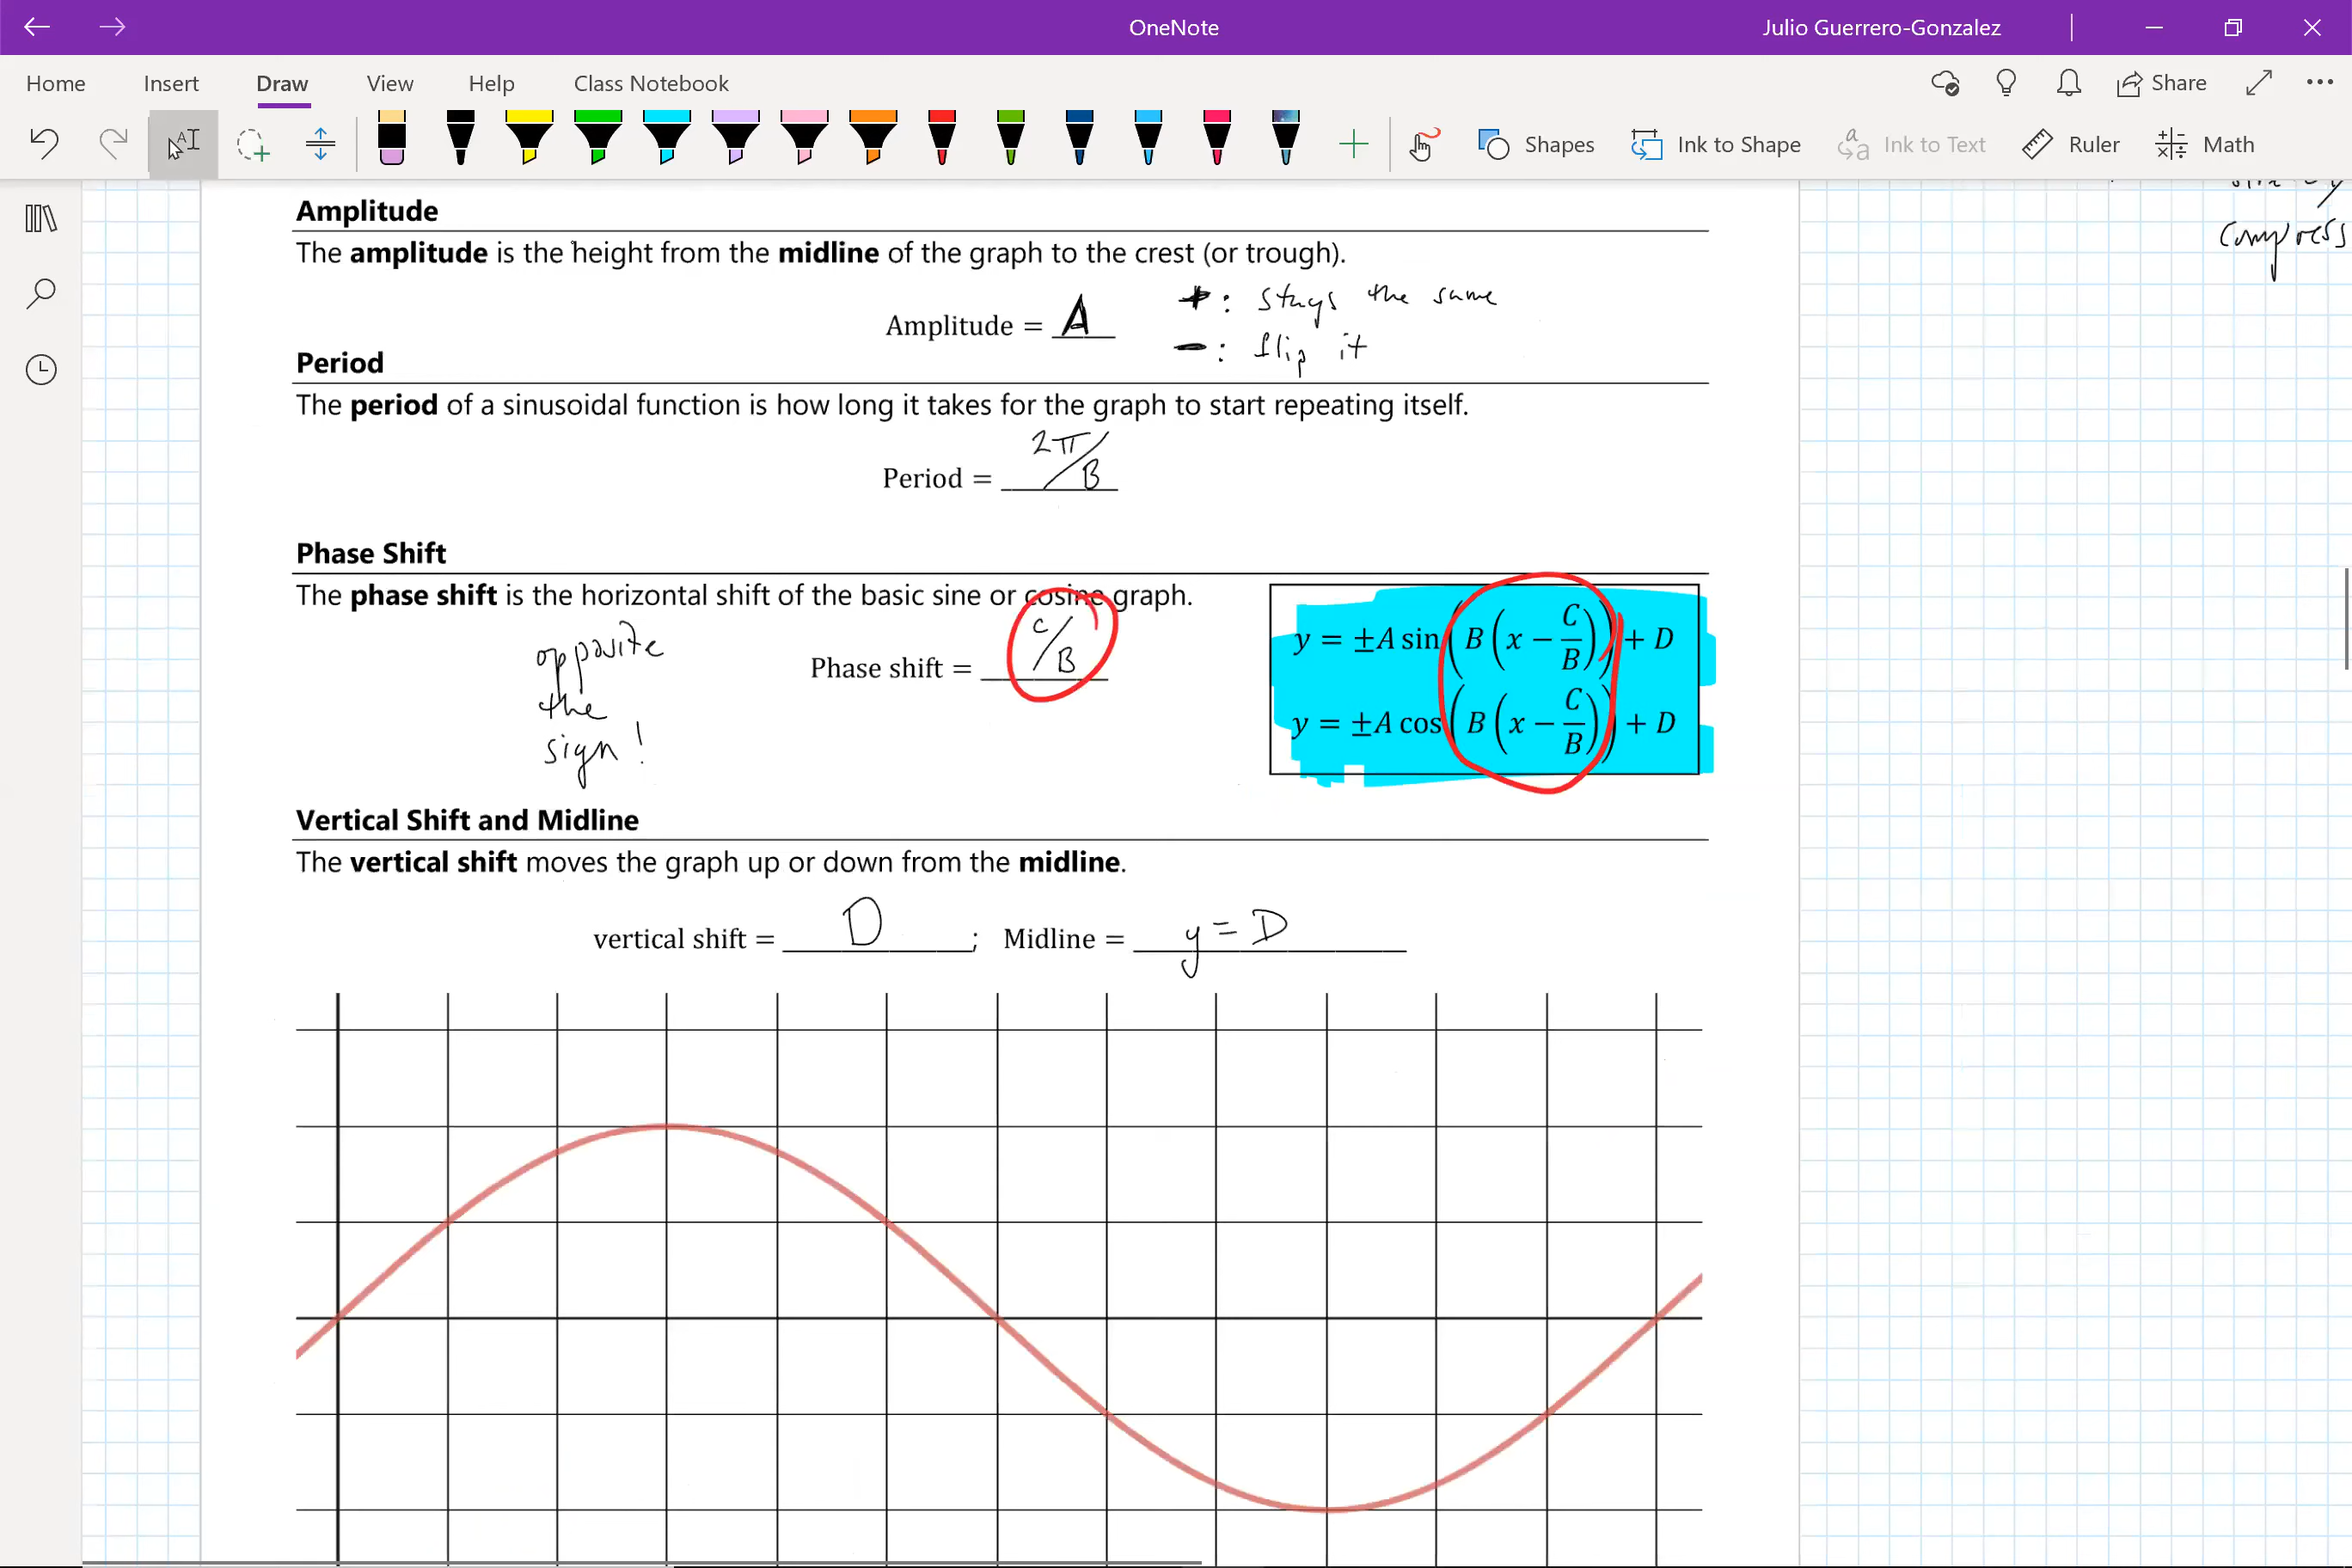 OneNote
Julio Guerrero-Gonzalez
Home Insert Draw View Help Class Notebook
Share
Shapes Ink to Shape Ink to Text Ruler Math
compress
Amplitude
The amplitude is the height from the midline of the graph to the crest (or trough).
Amplitude = A
+ : stays the same
− : flip it
Period
The period of a sinusoidal function is how long it takes for the graph to start repeating itself.
Period = 2π/B
Phase Shift
The phase shift is the horizontal shift of the basic sine or cosine graph.
opposite
the
sign!
Phase shift = C/B
y = ±A sin(B(x − C/B)) + D
y = ±A cos(B(x − C/B)) + D
Vertical Shift and Midline
The vertical shift moves the graph up or down from the midline.
vertical shift = D ; Midline = y = D